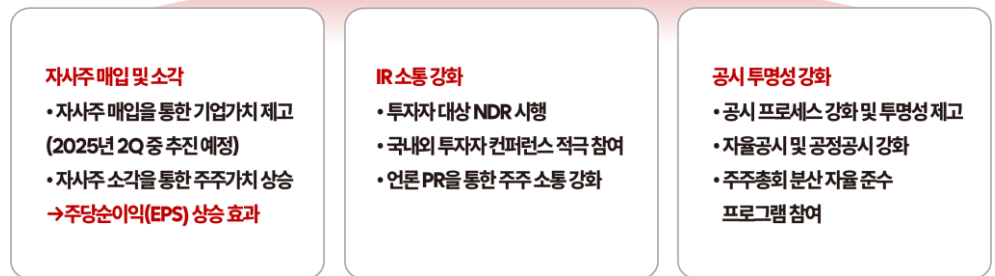 자사주 매입 및 소각
• 자사주 매입을 통한 기업가치 제고
(2025년 2Q 중 추진 예정)
• 자사주 소각을 통한 주주가치 상승
→주당순이익(EPS) 상승 효과
IR 소통 강화
• 투자자 대상 NDR 시행
• 국내외 투자자 컨퍼런스 적극 참여
• 언론 PR을 통한 주주 소통 강화
공시 투명성 강화
• 공시 프로세스 강화 및 투명성 제고
• 자율공시 및 공정공시 강화
• 주주총회 분산 자율 준수
프로그램 참여